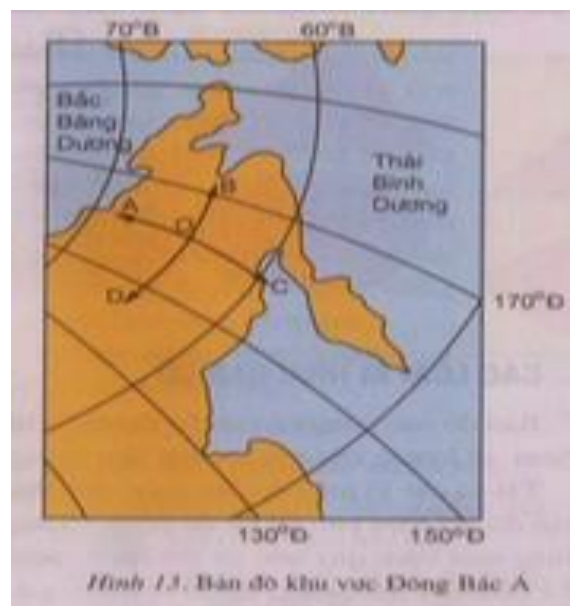 70°B 60°B
Bắc
Băng
Dương
Thái
Bình
Dương
A
B
O
D
C
170°Đ
130°Đ 150°Đ
Hình 13. Bản đồ khu vực Đông Bắc Á